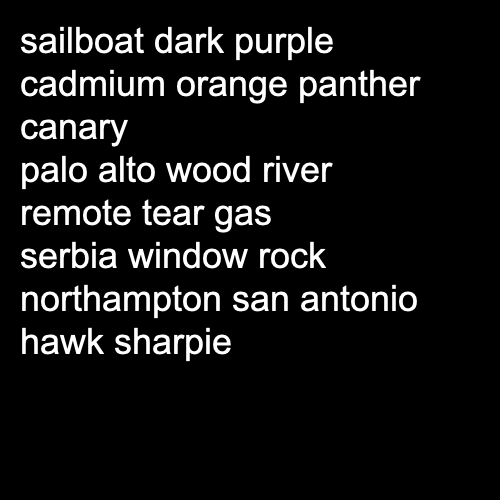 sailboat dark purple
cadmium orange panther
canary
palo alto wood river
remote tear gas
serbia window rock
northampton san antonio
hawk sharpie